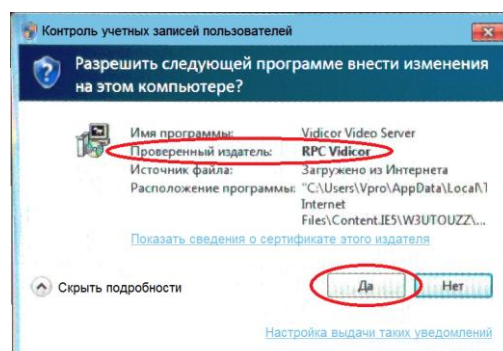 Контроль учетных записей пользователей
Разрешить следующей программе внести изменения
на этом компьютере?
Имя программы: Vidicor Video Server
Проверенный издатель: RPC Vidicor
Источник файла: Загружено из Интернета
Расположение программы: "C:\Users\Vpro\AppData\Local\T
Internet
Files\Content.IE5\W3UTOUZZ\...
Показать сведения о сертификате этого издателя
Скрыть подробности
Да
Нет
Настройка выдачи таких уведомлений